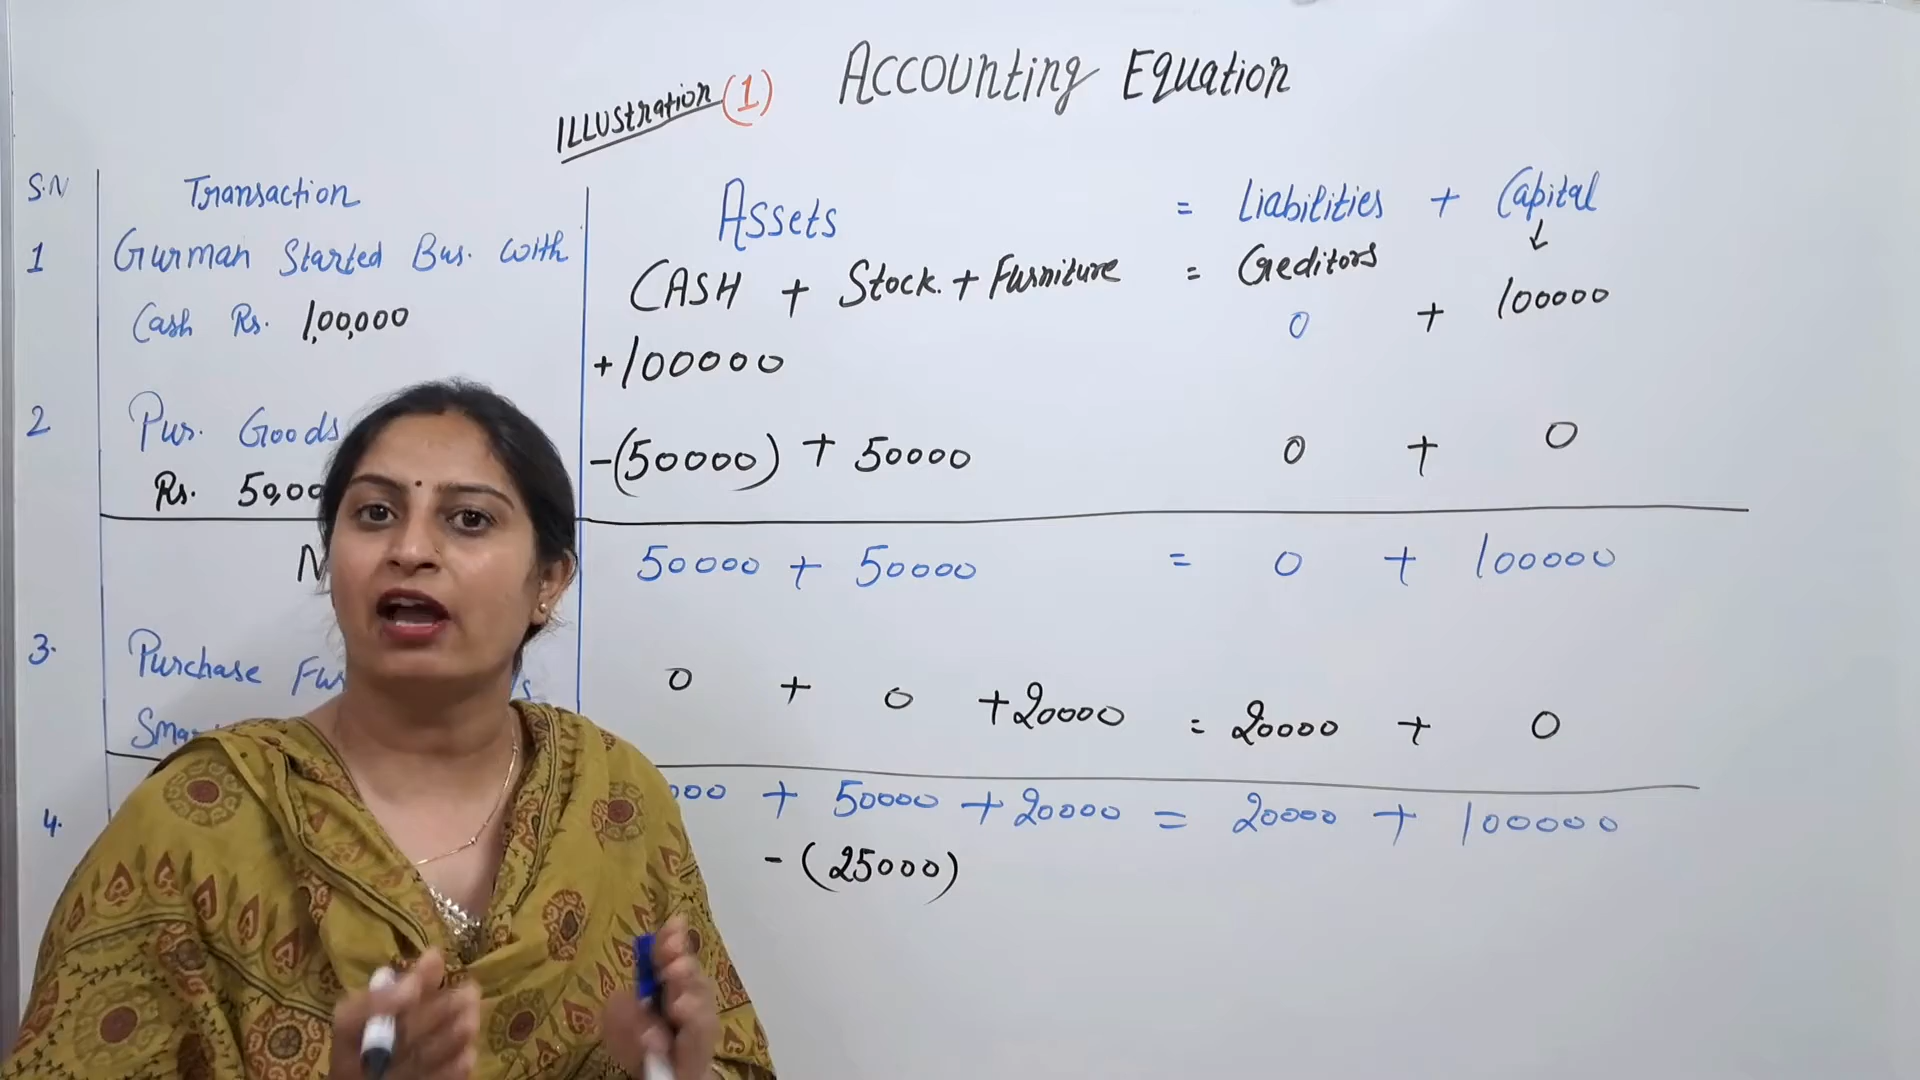 ILLUStration (1) Accounting Equation
S.N Transaction Assets = Liabilities + Capital
1 Gurman Started Bus. with CASH + Stock. + Furniture = Creditors ↓
Cash Rs. 1,00,000 0 + 100000
+100000
2 Pur. Goods -(50000) + 50000 0 + 0
Rs.
50000 + 50000 = 0 + 100000
3. Purchase 0 + 0 +20000 = 20000 + 0
+ 50000 +20000 = 20000 + 100000
4. -(25000)